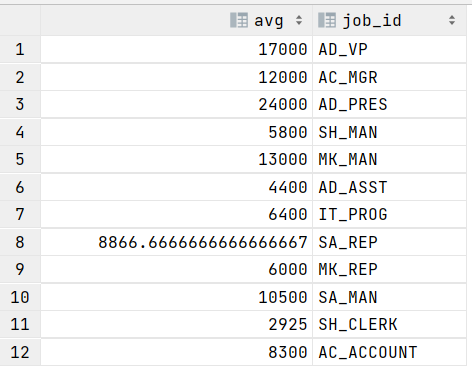 avg job_id
1 17000 AD_VP
2 12000 AC_MGR
3 24000 AD_PRES
4 5800 SH_MAN
5 13000 MK_MAN
6 4400 AD_ASST
7 6400 IT_PROG
8 8866.6666666666666667 SA_REP
9 6000 MK_REP
10 10500 SA_MAN
11 2925 SH_CLERK
12 8300 AC_ACCOUNT